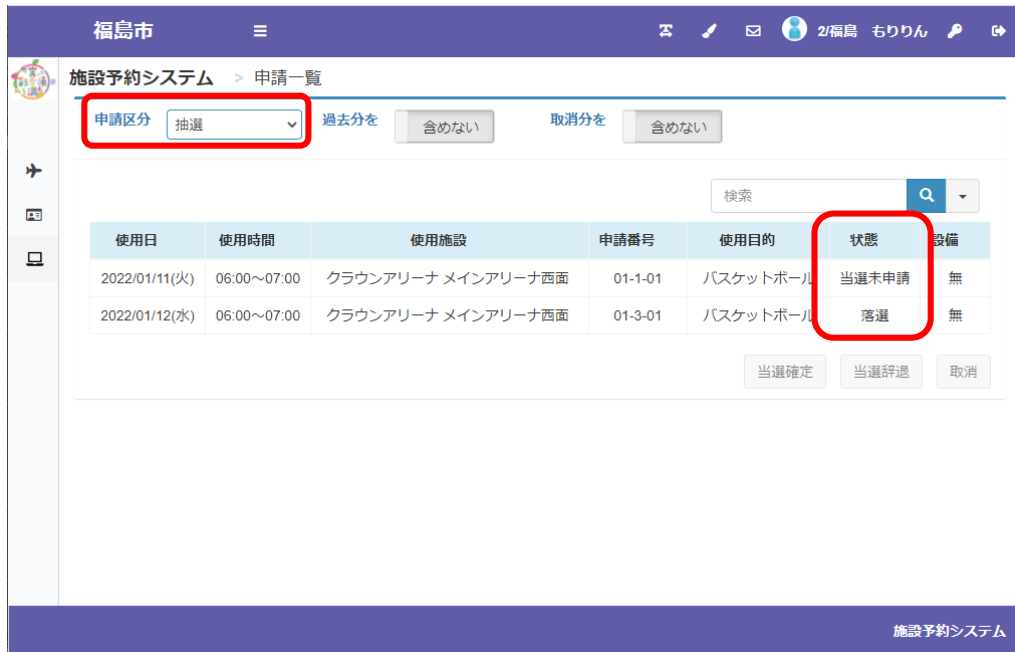 福島市 2/福島 もりりん
施設予約システム > 申請一覧
申請区分 抽選 過去分を 含めない 取消分を 含めない
検索
使用日 使用時間 使用施設 申請番号 使用目的 状態 設備
2022/01/11(火) 06:00～07:00 クラウンアリーナ メインアリーナ西面 01-1-01 バスケットボール 当選未申請 無
2022/01/12(水) 06:00～07:00 クラウンアリーナ メインアリーナ西面 01-3-01 バスケットボール 落選 無
当選確定 当選辞退 取消
施設予約システム